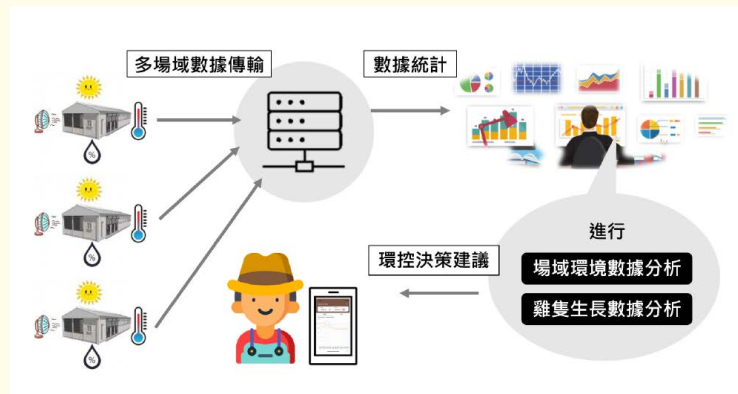 多場域數據傳輸
數據統計
%
%
%
環控決策建議
進行
場域環境數據分析
雞隻生長數據分析